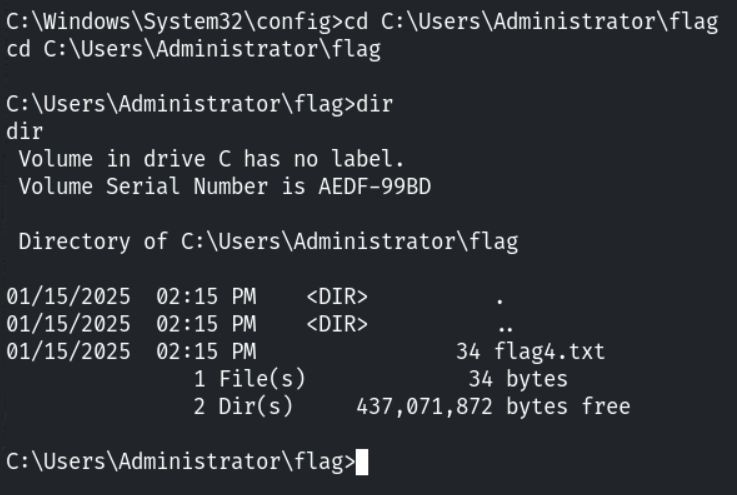 C:\Windows\System32\config>cd C:\Users\Administrator\flag
cd C:\Users\Administrator\flag
C:\Users\Administrator\flag>dir
dir
Volume in drive C has no label.
Volume Serial Number is AEDF-99BD
Directory of C:\Users\Administrator\flag
01/15/2025  02:15 PM    <DIR>          .
01/15/2025  02:15 PM    <DIR>          ..
01/15/2025  02:15 PM                34 flag4.txt
               1 File(s)             34 bytes
               2 Dir(s)     437,071,872 bytes free
C:\Users\Administrator\flag>